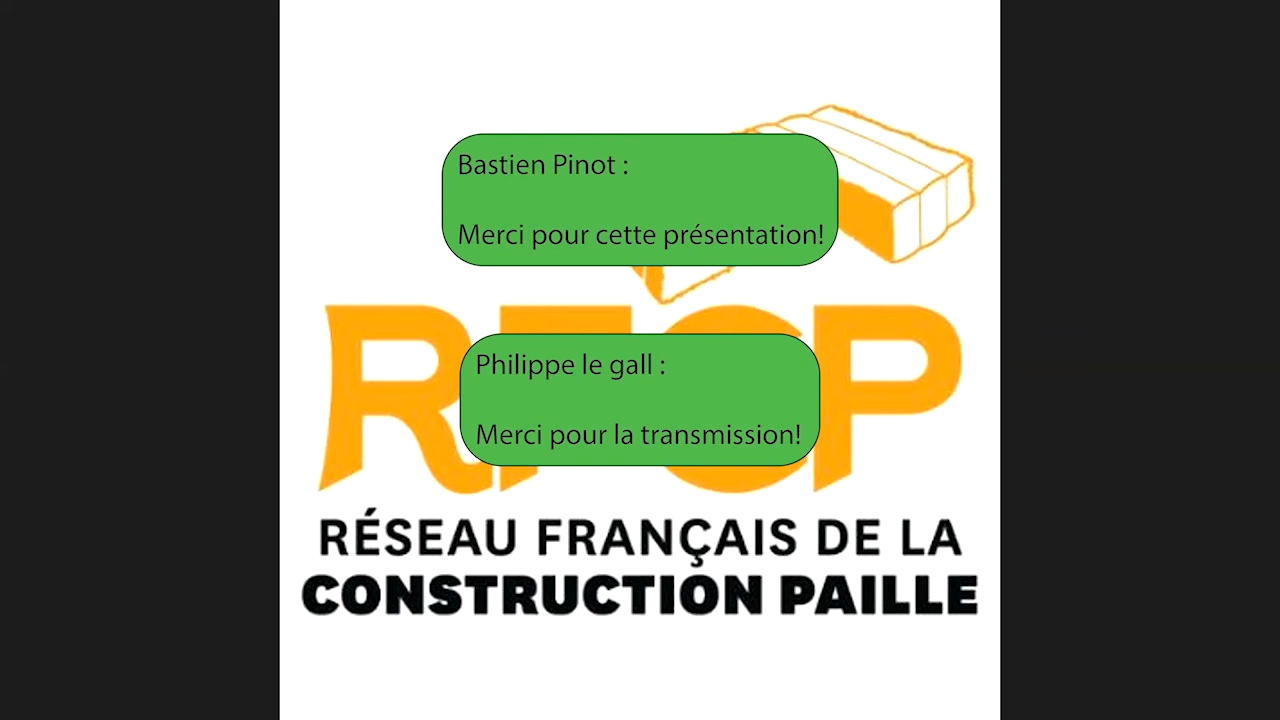 Bastien Pinot :
Merci pour cette présentation!
Philippe le gall :
Merci pour la transmission!
RFCP
RÉSEAU FRANÇAIS DE LA
CONSTRUCTION PAILLE